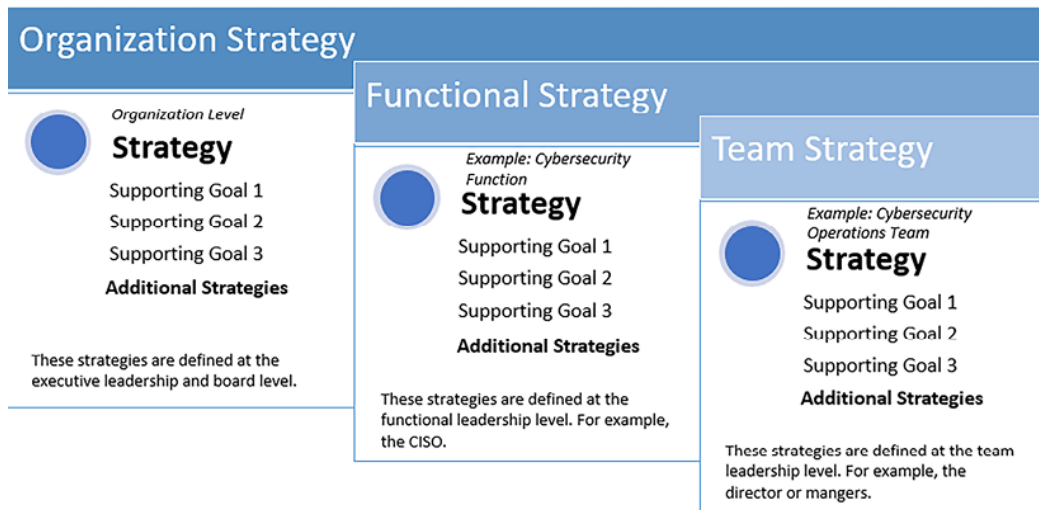 Organization Strategy
Organization Level
Strategy
Supporting Goal 1
Supporting Goal 2
Supporting Goal 3
Additional Strategies
These strategies are defined at the
executive leadership and board level.
Functional Strategy
Example: Cybersecurity
Function
Strategy
Supporting Goal 1
Supporting Goal 2
Supporting Goal 3
Additional Strategies
These strategies are defined at the
functional leadership level. For example,
the CISO.
Team Strategy
Example: Cybersecurity
Operations Team
Strategy
Supporting Goal 1
Supporting Goal 2
Supporting Goal 3
Additional Strategies
These strategies are defined at the team
leadership level. For example, the
director or mangers.